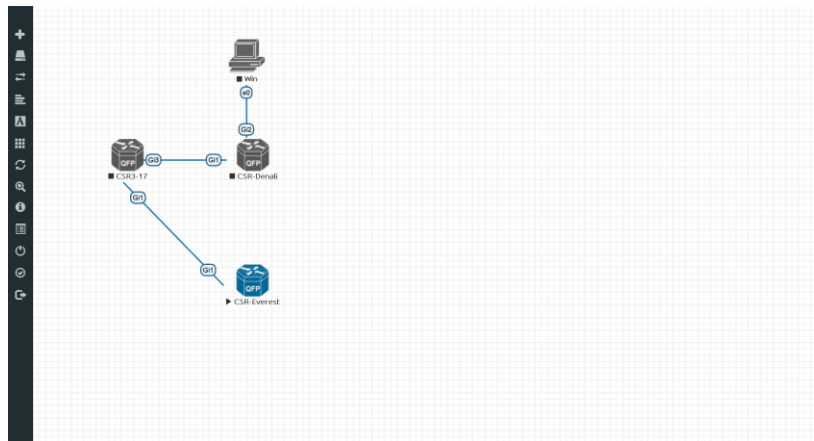 Win
e0
Gi2
QFP Gi3 Gi1 QFP
CSR3-17 CSR-Denali
Gi1
Gi1
QFP
CSR-Everest